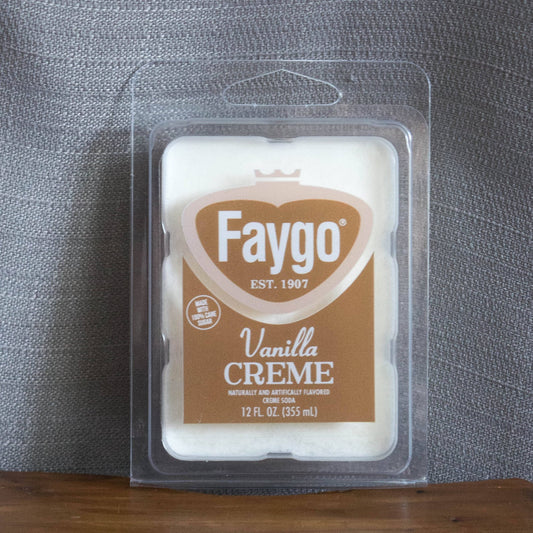 Faygo®
EST. 1907
MADE
WITH
100% CANE
SUGAR
Vanilla
CREME
NATURALLY AND ARTIFICIALLY FLAVORED
CREME SODA
12 FL. OZ. (355 mL)